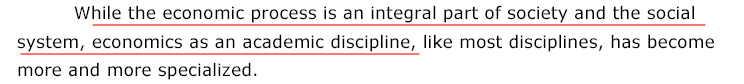 While the economic process is an integral part of society and the social
system, economics as an academic discipline, like most disciplines, has become
more and more specialized.